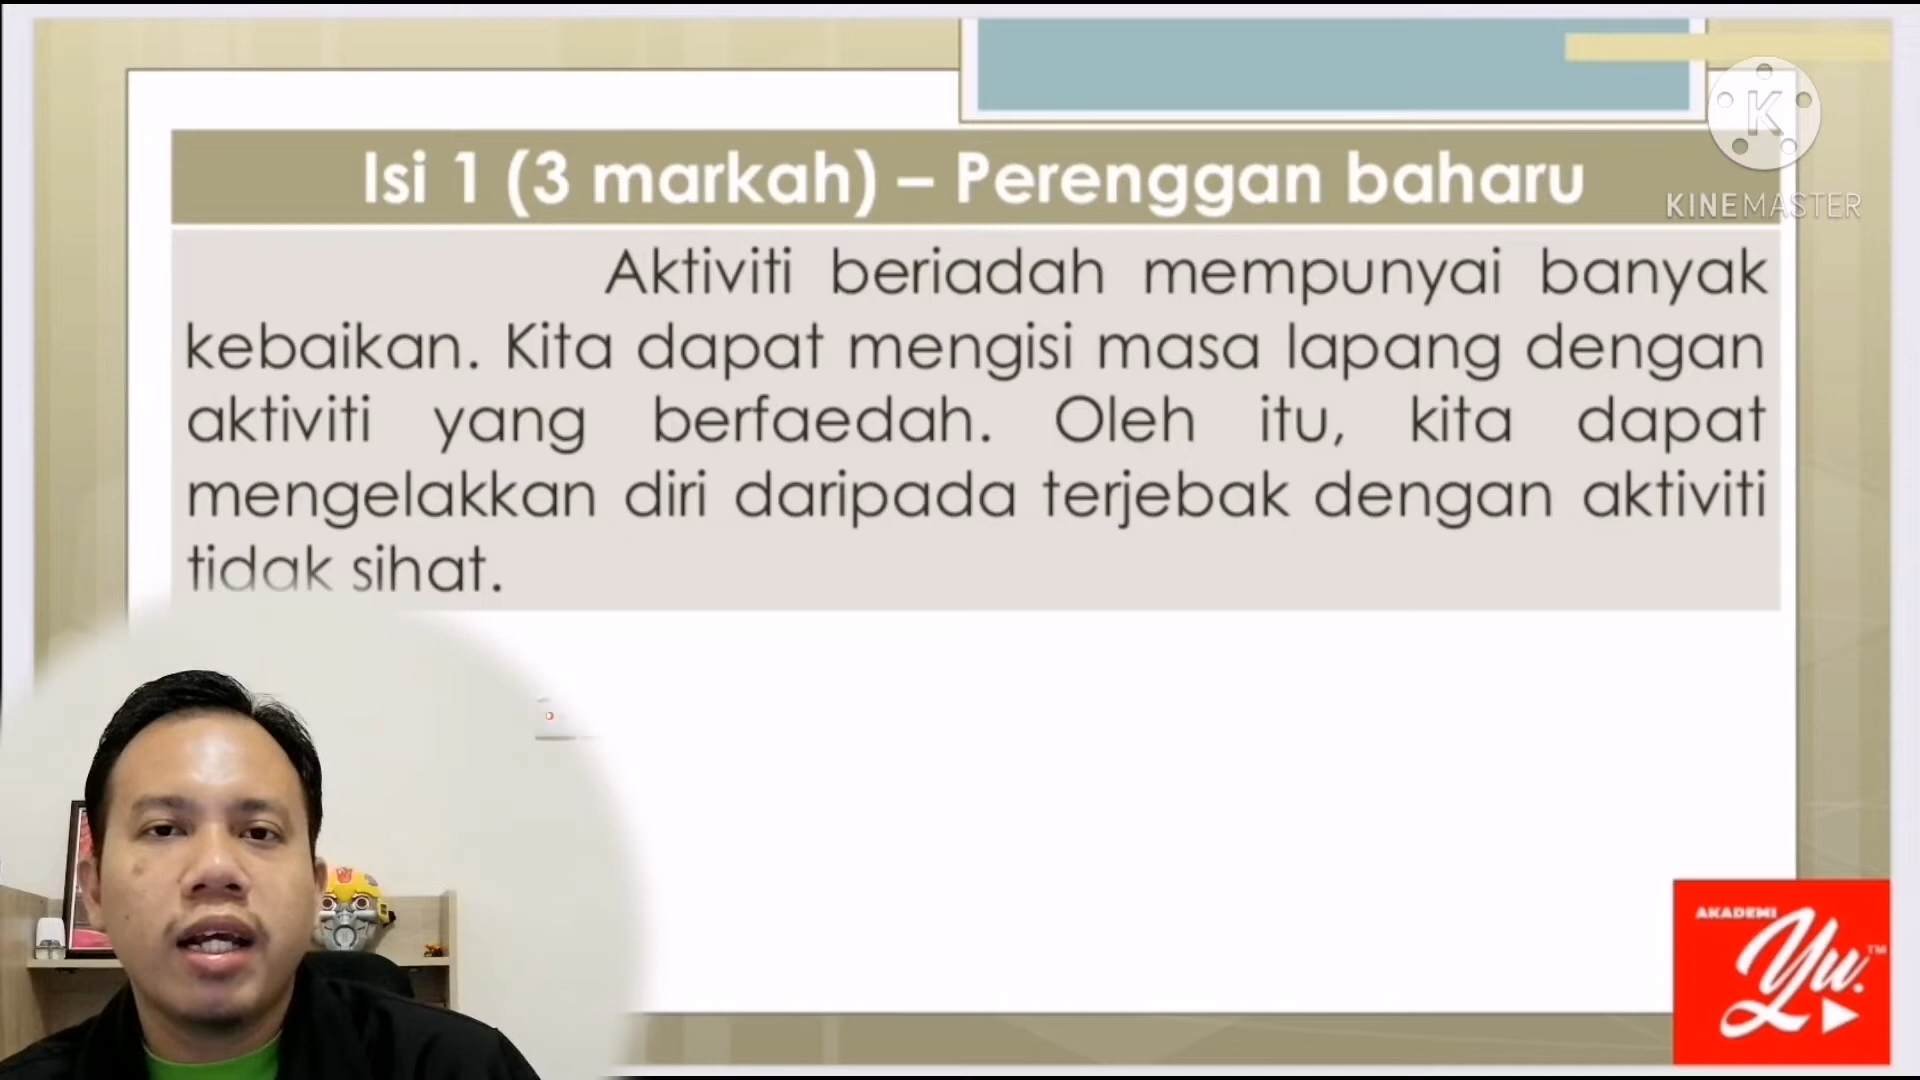 Isi 1 (3 markah) – Perenggan baharu
KINEMASTER
Aktiviti beriadah mempunyai banyak
kebaikan. Kita dapat mengisi masa lapang dengan
aktiviti yang berfaedah. Oleh itu, kita dapat
mengelakkan diri daripada terjebak dengan aktiviti
tidak sihat.
AKADEMI
Yu.™